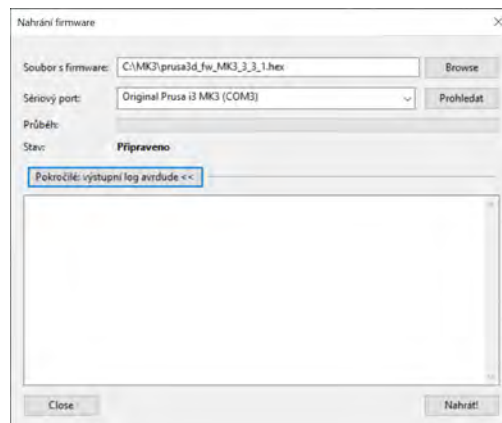 Nahrání firmware
Soubor s firmware: C:\MK3\prusa3d_fw_MK3_3_3_1.hex Browse
Sériový port: Original Prusa i3 MK3 (COM3) Prohledat
Průběh:
Stav: Připraveno
Pokročilé: výstupní log avrdude <<
Close Nahrát!